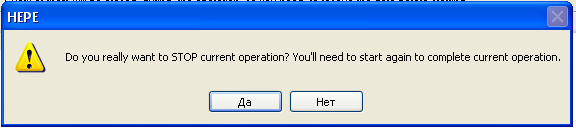 HEPE
Do you really want to STOP current operation? You'll need to start again to complete current operation.
Да Нет